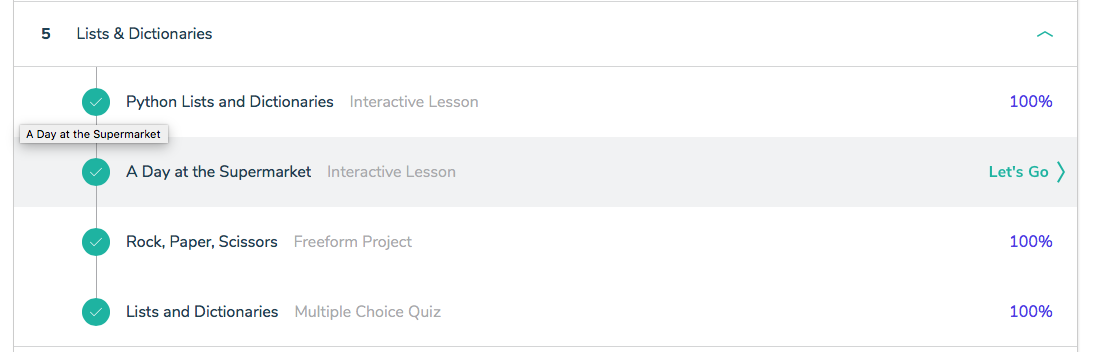 5 Lists & Dictionaries
Python Lists and Dictionaries Interactive Lesson 100%
A Day at the Supermarket
A Day at the Supermarket Interactive Lesson Let's Go
Rock, Paper, Scissors Freeform Project 100%
Lists and Dictionaries Multiple Choice Quiz 100%